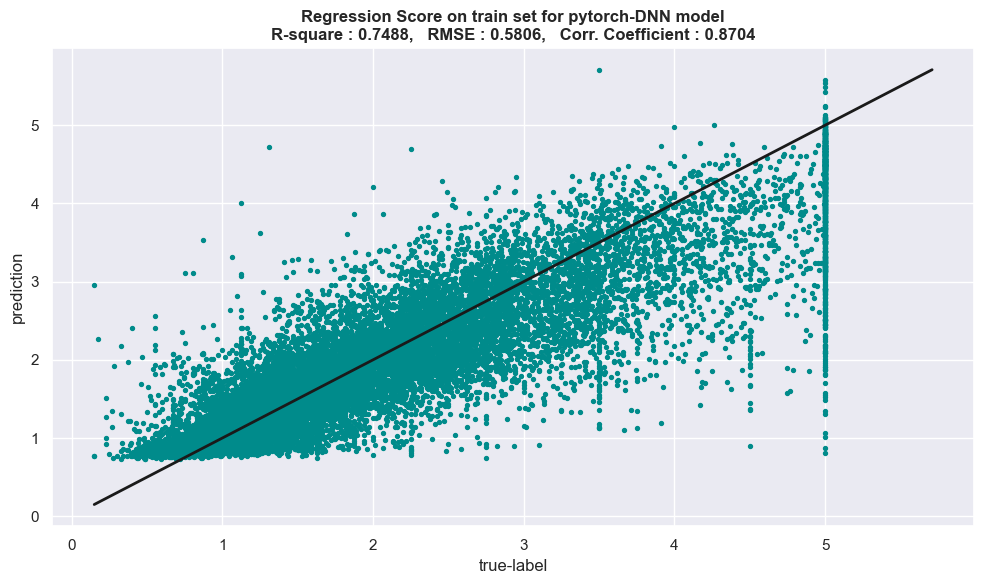 Regression Score on train set for pytorch-DNN model
R-square : 0.7488,   RMSE : 0.5806,   Corr. Coefficient : 0.8704
prediction
5
4
3
2
1
0
0 1 2 3 4 5
true-label